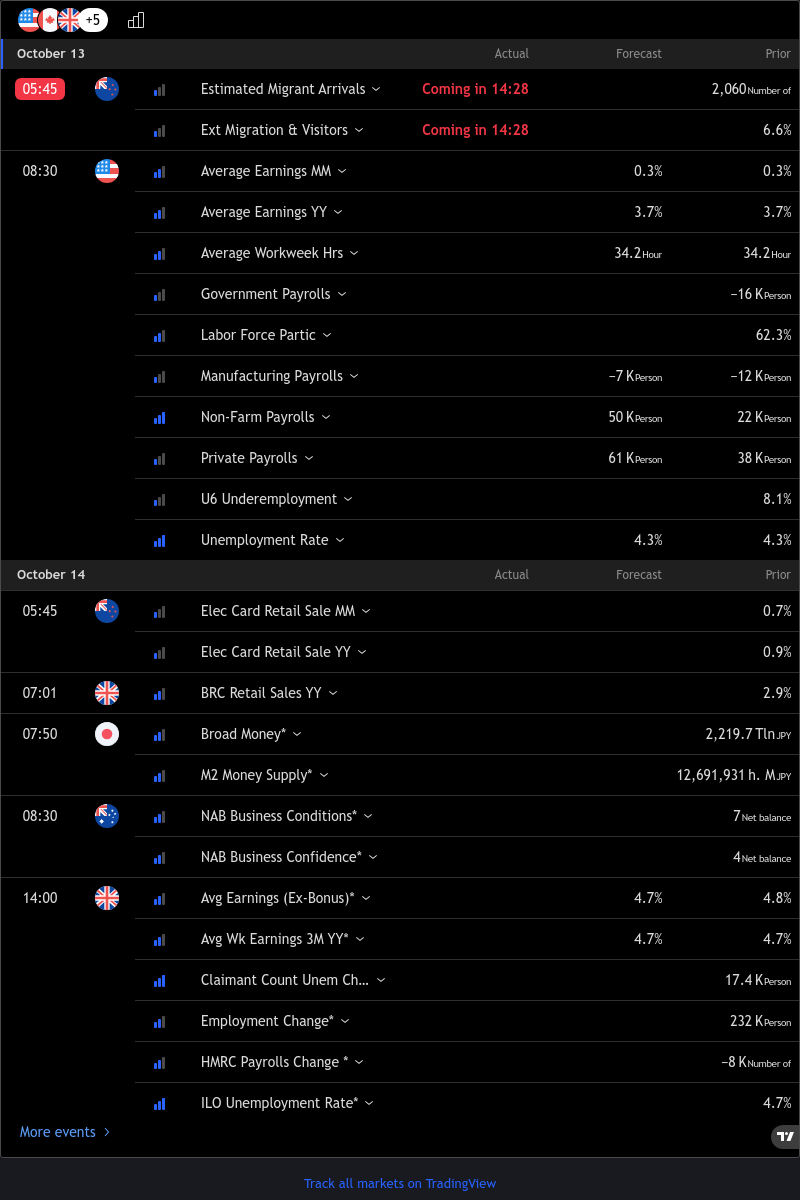 +5
October 13 Actual Forecast Prior
05:45 Estimated Migrant Arrivals Coming in 14:28 2,060 Number of
Ext Migration & Visitors Coming in 14:28 6.6%
08:30 Average Earnings MM 0.3% 0.3%
Average Earnings YY 3.7% 3.7%
Average Workweek Hrs 34.2 Hour 34.2 Hour
Government Payrolls −16 K Person
Labor Force Partic 62.3%
Manufacturing Payrolls −7 K Person −12 K Person
Non-Farm Payrolls 50 K Person 22 K Person
Private Payrolls 61 K Person 38 K Person
U6 Underemployment 8.1%
Unemployment Rate 4.3% 4.3%
October 14 Actual Forecast Prior
05:45 Elec Card Retail Sale MM 0.7%
Elec Card Retail Sale YY 0.9%
07:01 BRC Retail Sales YY 2.9%
07:50 Broad Money* 2,219.7 Tln JPY
M2 Money Supply* 12,691,931 h. M JPY
08:30 NAB Business Conditions* 7 Net balance
NAB Business Confidence* 4 Net balance
14:00 Avg Earnings (Ex-Bonus)* 4.7% 4.8%
Avg Wk Earnings 3M YY* 4.7% 4.7%
Claimant Count Unem Ch... 17.4 K Person
Employment Change* 232 K Person
HMRC Payrolls Change * −8 K Number of
ILO Unemployment Rate* 4.7%
More events
Track all markets on TradingView